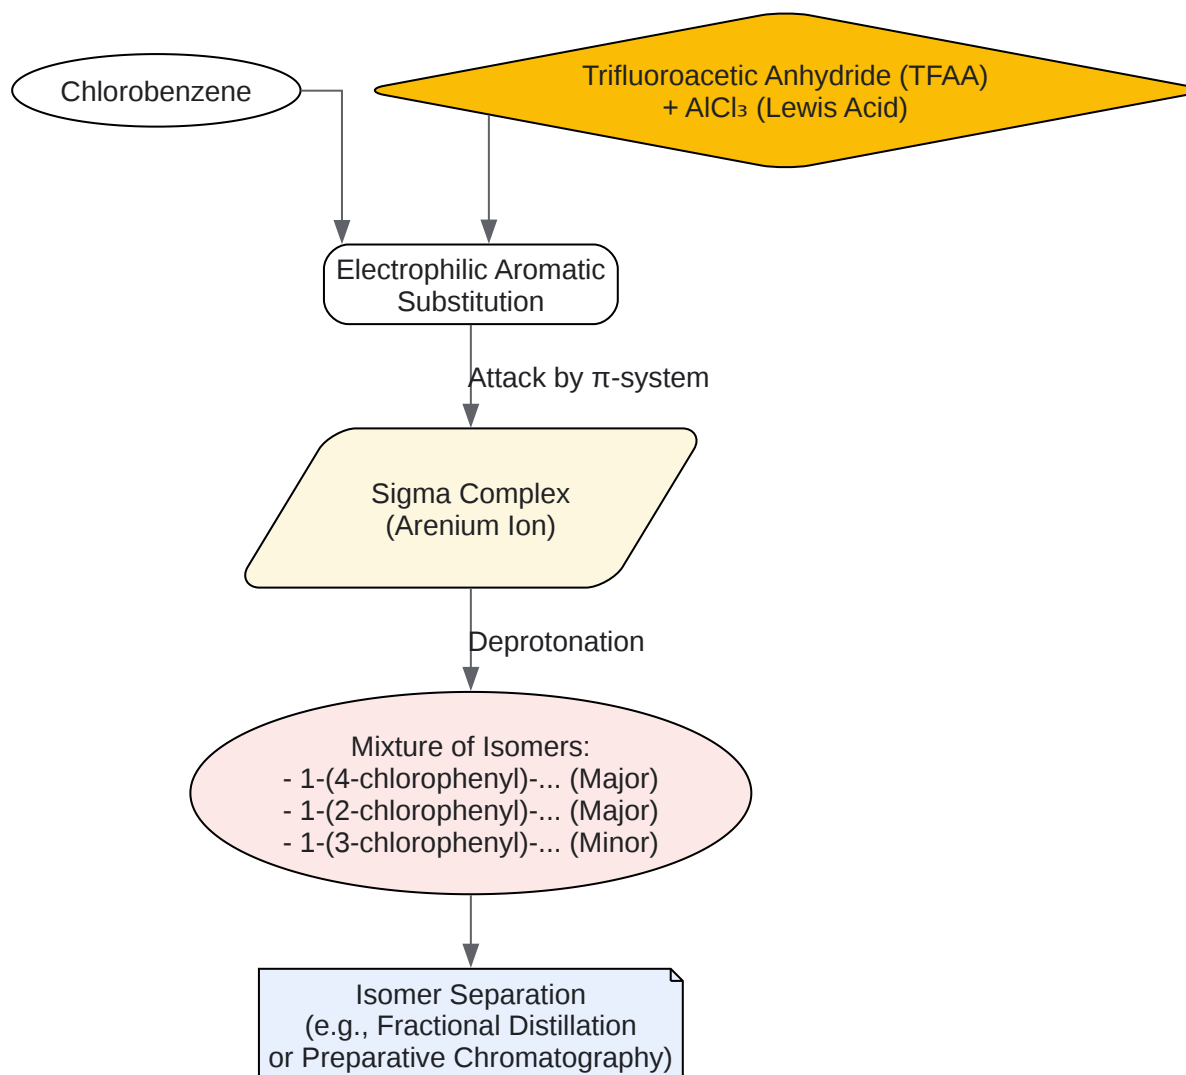 Chlorobenzene
Trifluoroacetic Anhydride (TFAA)
+ AlCl₃ (Lewis Acid)
Electrophilic Aromatic
Substitution
Attack by π-system
Sigma Complex
(Arenium Ion)
Deprotonation
Mixture of Isomers:
- 1-(4-chlorophenyl)-... (Major)
- 1-(2-chlorophenyl)-... (Major)
- 1-(3-chlorophenyl)-... (Minor)
Isomer Separation
(e.g., Fractional Distillation
or Preparative Chromatography)